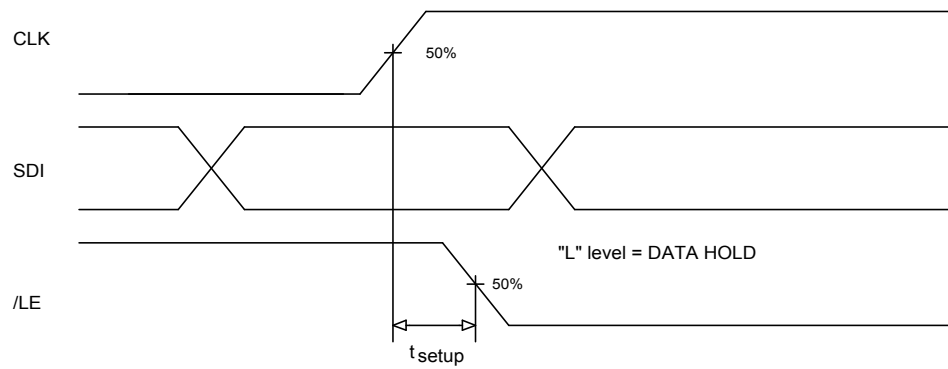 CLK
50%
SDI
"L" level = DATA HOLD
50%
/LE
t setup